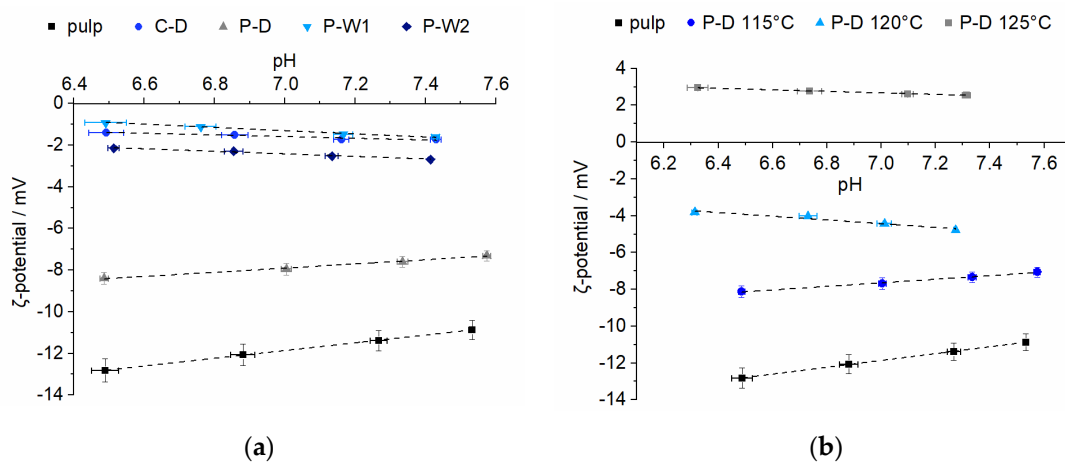 pulp C-D P-D P-W1 P-W2
pH
6.4 6.6 6.8 7.0 7.2 7.4 7.6
0
-2
-4
-6
-8
-10
-12
-14
ζ-potential / mV
(a)
pulp P-D 115°C P-D 120°C P-D 125°C
4
2
0
-2
-4
-6
-8
-10
-12
-14
6.2 6.4 6.6 6.8 7.0 7.2 7.4 7.6
pH
ζ-potential / mV
(b)